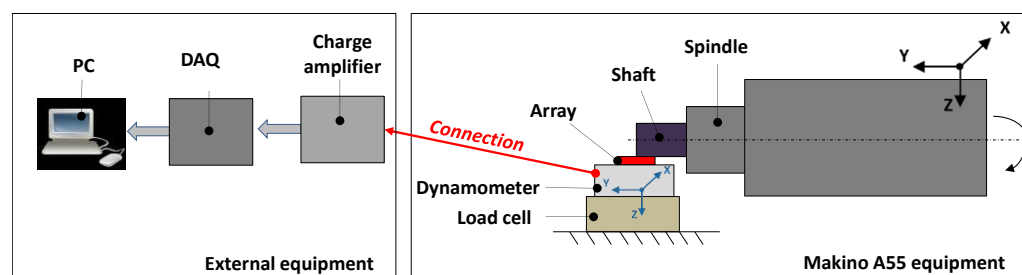 PC
DAQ
Charge
amplifier
External equipment
Connection
Array
Shaft
Spindle
X
Y
Z
Dynamometer
X
Y
Z
Load cell
Makino A55 equipment